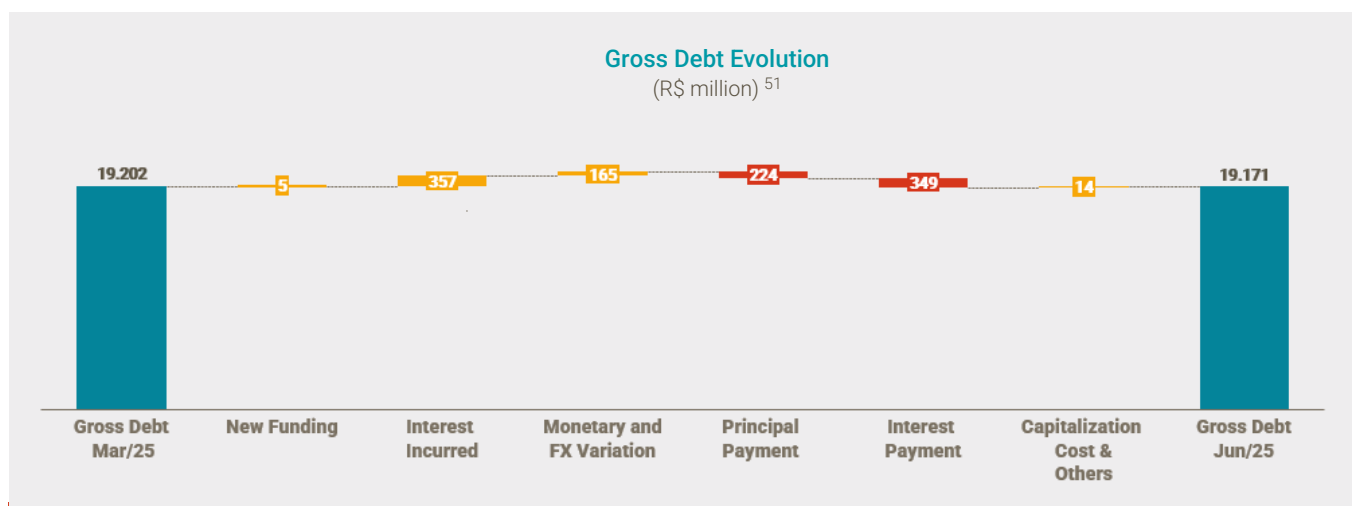 Gross Debt Evolution
(R$ million) 51
19.202
5
357
165
224
349
14
19.171
Gross Debt
Mar/25
New Funding
Interest
Incurred
Monetary and
FX Variation
Principal
Payment
Interest
Payment
Capitalization
Cost &
Others
Gross Debt
Jun/25